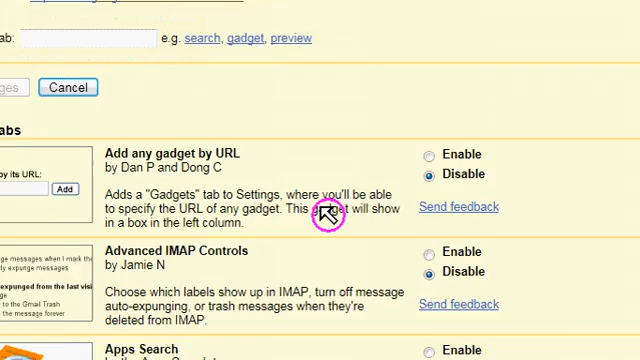 ab: e.g. search, gadget, preview
ges Cancel
abs
by its URL:
Add
Add any gadget by URL
by Dan P and Dong C
Adds a "Gadgets" tab to Settings, where you'll be able
to specify the URL of any gadget. This gadget will show
in a box in the left column.
Enable
Disable
Send feedback
ge messages when I mark the
ly expunge messages
expunged from the last visi
ge
e to the Gmail Trash
the message forever
Advanced IMAP Controls
by Jamie N
Choose which labels show up in IMAP, turn off message
auto-expunging, or trash messages when they're
deleted from IMAP.
Enable
Disable
Send feedback
Apps Search
Enable